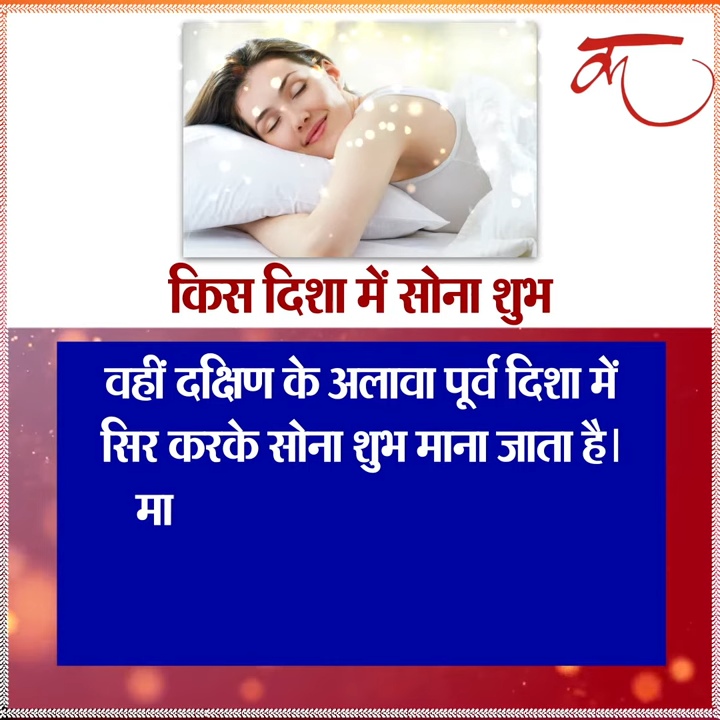 किस दिशा में सोना शुभ
वहीं दक्षिण के अलावा पूर्व दिशा में
सिर करके सोना शुभ माना जाता है।
मा